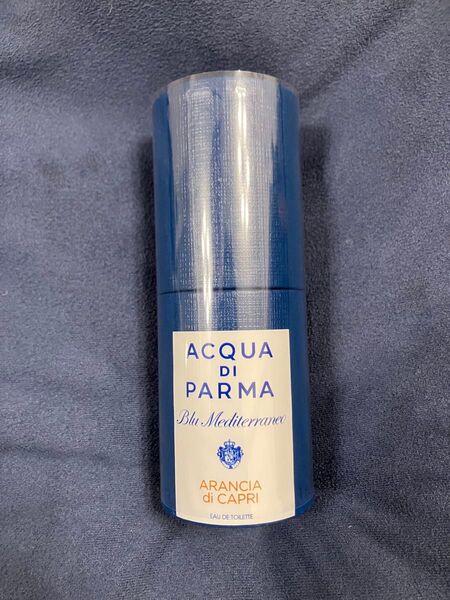 ACQUA
DI
PARMA
Blu Mediterraneo
ARANCIA
di CAPRI
EAU DE TOILETTE